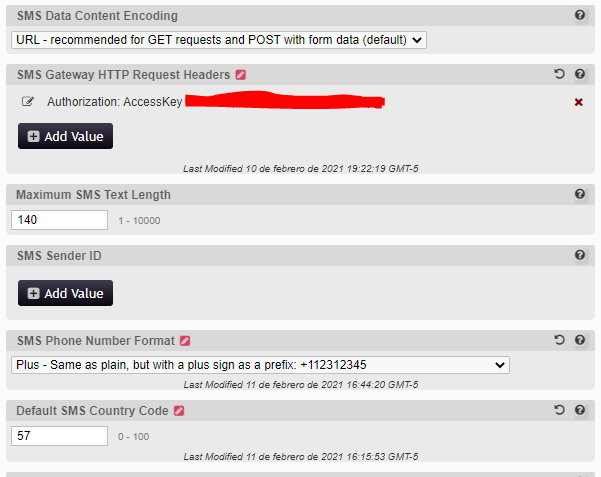 SMS Data Content Encoding
URL - recommended for GET requests and POST with form data (default)
SMS Gateway HTTP Request Headers
Authorization: AccessKey
Add Value
Last Modified 10 de febrero de 2021 19:22:19 GMT-5
Maximum SMS Text Length
140 1 - 10000
SMS Sender ID
Add Value
SMS Phone Number Format
Plus - Same as plain, but with a plus sign as a prefix: +112312345
Last Modified 11 de febrero de 2021 16:44:20 GMT-5
Default SMS Country Code
57 0 - 100
Last Modified 11 de febrero de 2021 16:15:53 GMT-5